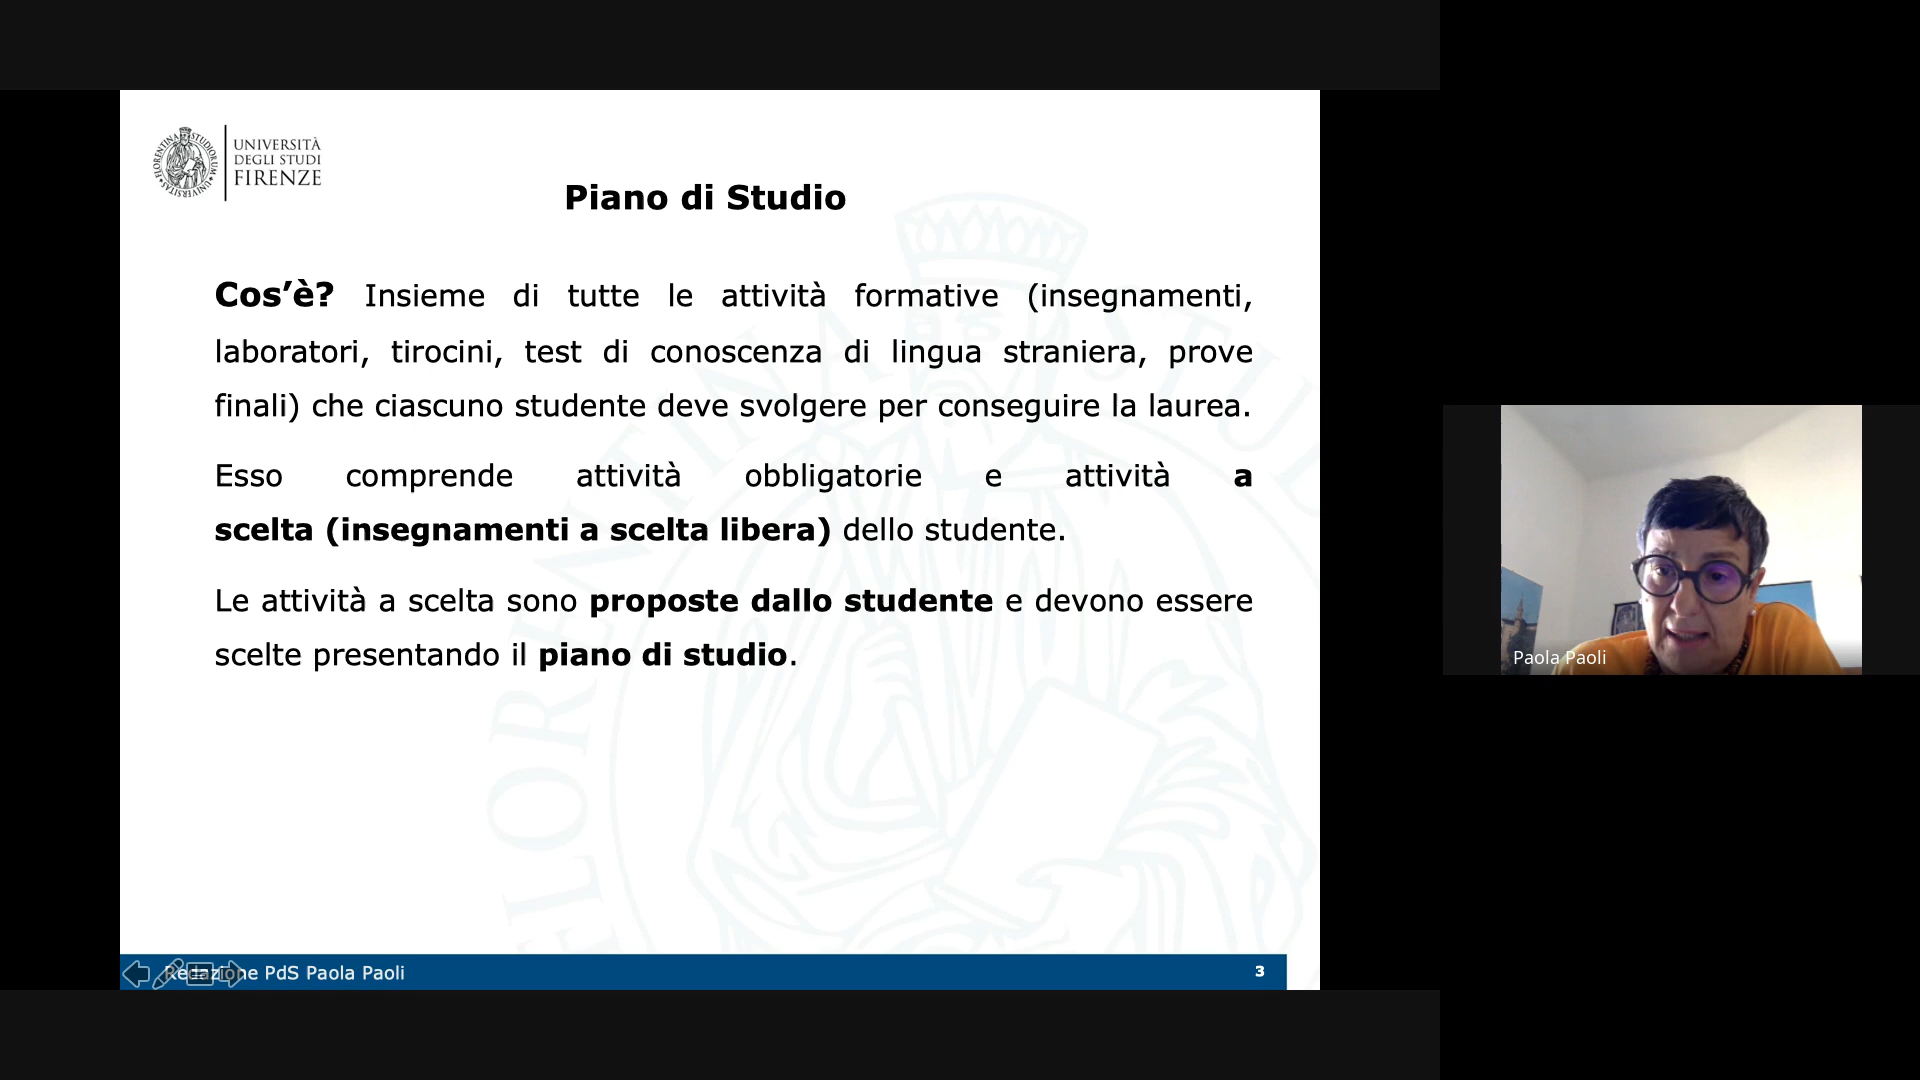 UNIVERSITÀ
DEGLI STUDI
FIRENZE
Piano di Studio
Cos’è? Insieme di tutte le attività formative (insegnamenti,
laboratori, tirocini, test di conoscenza di lingua straniera, prove
finali) che ciascuno studente deve svolgere per conseguire la laurea.
Esso comprende attività obbligatorie e attività a
scelta (insegnamenti a scelta libera) dello studente.
Le attività a scelta sono proposte dallo studente e devono essere
scelte presentando il piano di studio.
Redazione PdS Paola Paoli
3
Paola Paoli